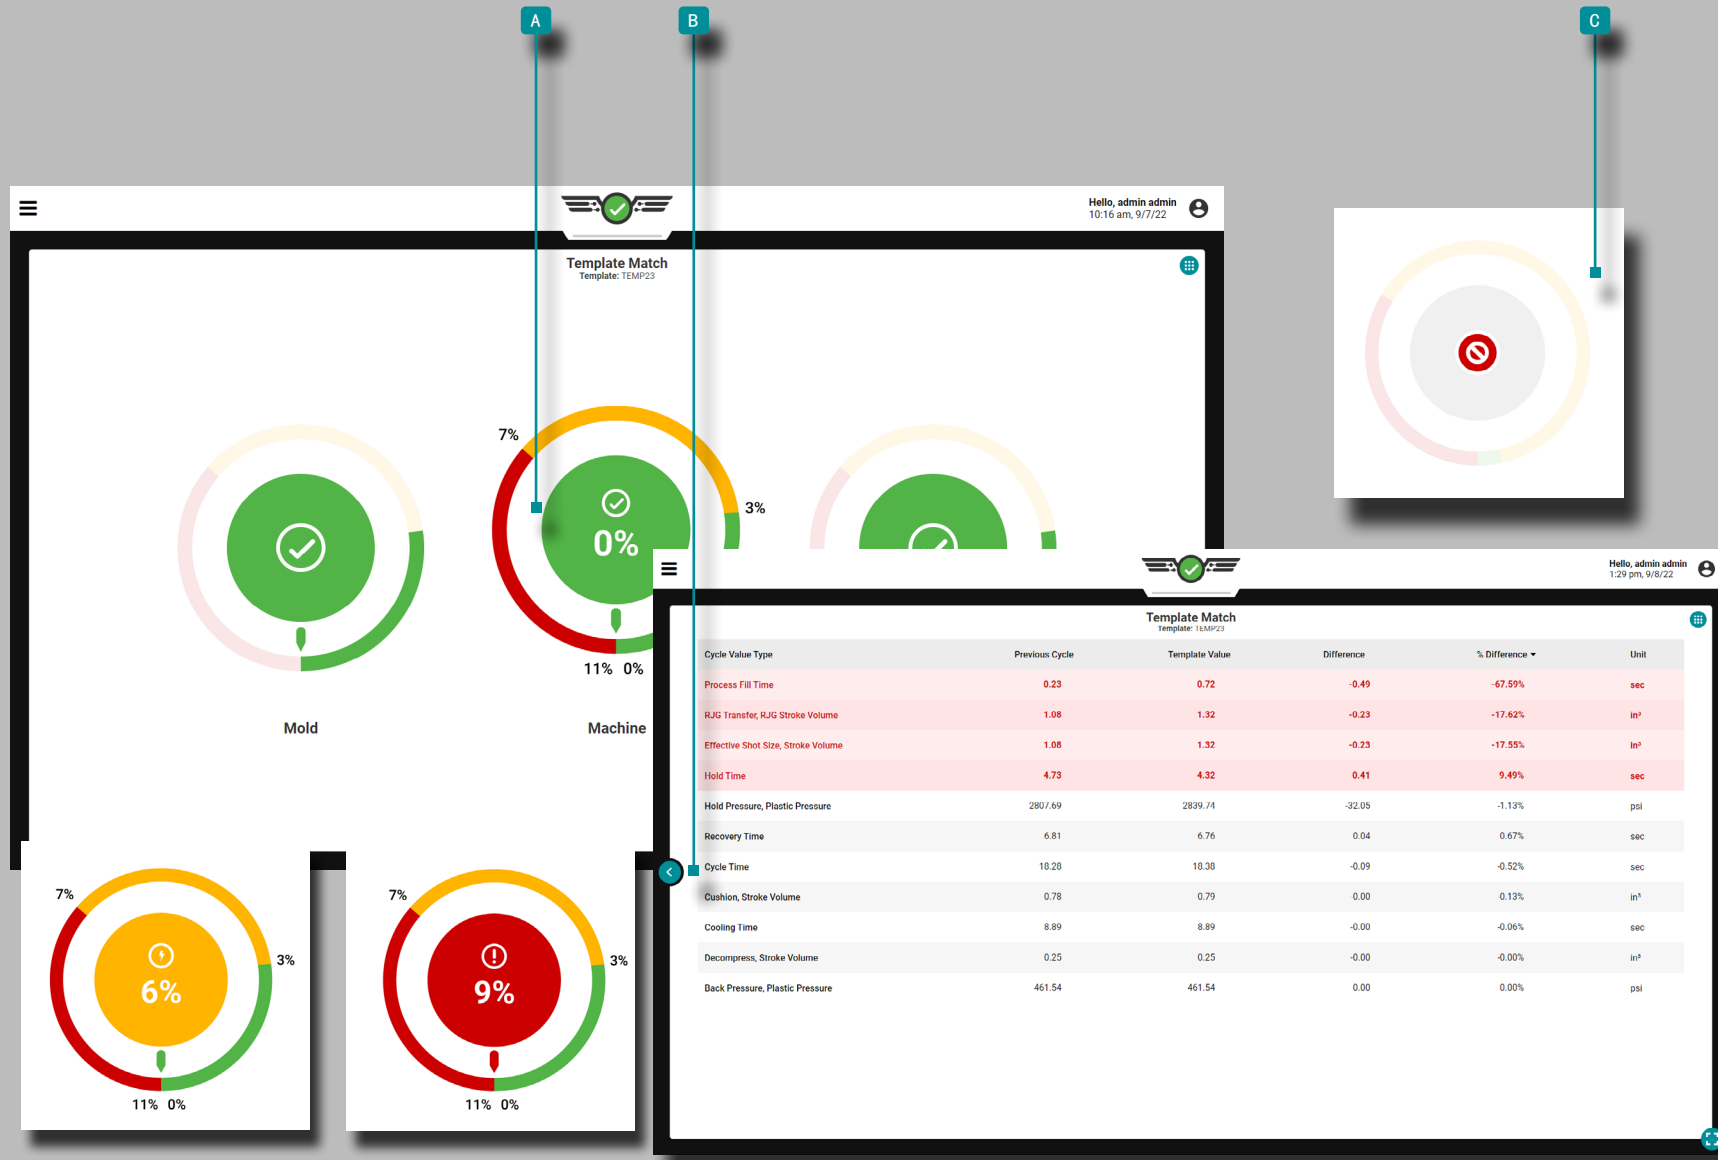 A
B
C
Hello, admin admin
10:16 am, 9/7/22
Template Match
Template: TEMP23
7%
3%
0%
11% 0%
Mold
Machine
Hello, admin admin
1:29 pm, 9/8/22
Template Match
Template: TEMP23
Cycle Value Type Previous Cycle Template Value Difference % Difference Unit
Process Fill Time 0.23 0.72 -0.49 -67.59% sec
RJG Transfer, RJG Stroke Volume 1.08 1.32 -0.23 -17.62% in³
Effective Shot Size, Stroke Volume 1.08 1.32 -0.23 -17.55% in³
Hold Time 4.73 4.32 0.41 9.49% sec
Hold Pressure, Plastic Pressure 2807.69 2839.74 -32.05 -1.13% psi
Recovery Time 6.81 6.76 0.04 0.67% sec
Cycle Time 18.28 18.38 -0.09 -0.52% sec
Cushion, Stroke Volume 0.78 0.79 -0.00 -0.13% in³
Cooling Time 8.89 8.89 -0.00 -0.06% sec
Decompress, Stroke Volume 0.25 0.25 -0.00 -0.00% in³
Back Pressure, Plastic Pressure 461.54 461.54 0.00 0.00% psi
7%
3%
6%
11% 0%
7%
3%
9%
11% 0%